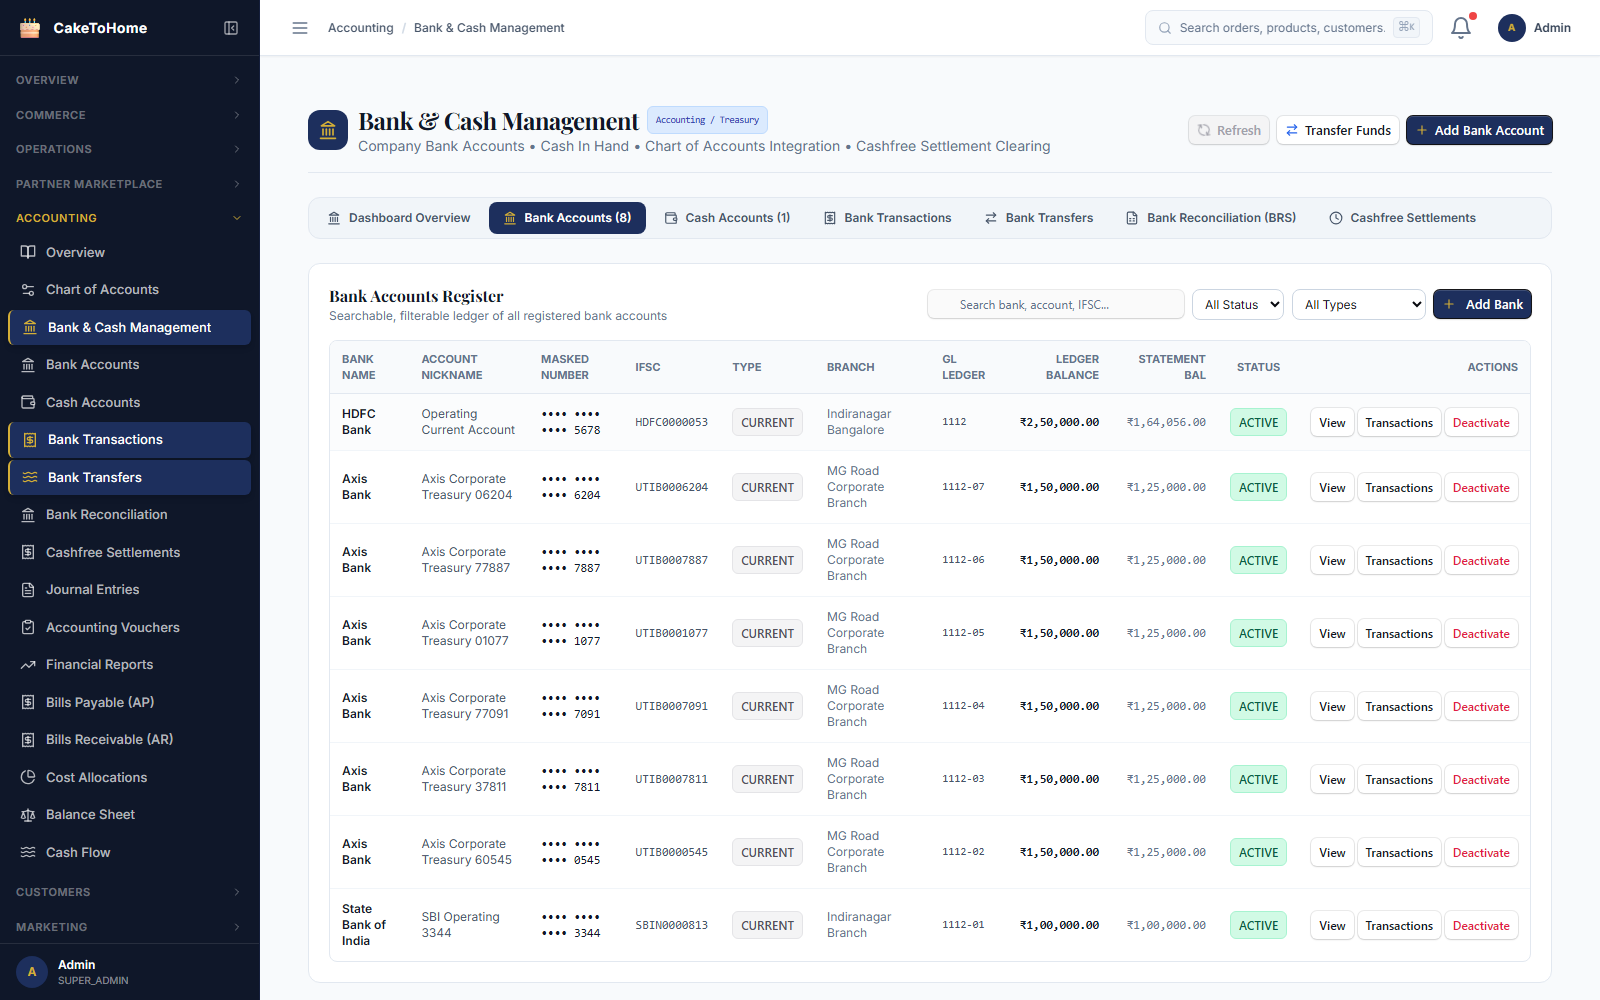 CakeToHome
OVERVIEW
COMMERCE
OPERATIONS
PARTNER MARKETPLACE
ACCOUNTING
Overview
Chart of Accounts
Bank & Cash Management
Bank Accounts
Cash Accounts
Bank Transactions
Bank Transfers
Bank Reconciliation
Cashfree Settlements
Journal Entries
Accounting Vouchers
Financial Reports
Bills Payable (AP)
Bills Receivable (AR)
Cost Allocations
Balance Sheet
Cash Flow
CUSTOMERS
MARKETING
A Admin
SUPER_ADMIN
Accounting / Bank & Cash Management
Search orders, products, customers. ⌘K
A Admin
Bank & Cash Management Accounting / Treasury
Company Bank Accounts • Cash In Hand • Chart of Accounts Integration • Cashfree Settlement Clearing
Refresh Transfer Funds + Add Bank Account
Dashboard Overview Bank Accounts (8) Cash Accounts (1) Bank Transactions Bank Transfers Bank Reconciliation (BRS) Cashfree Settlements
Bank Accounts Register
Searchable, filterable ledger of all registered bank accounts
Search bank, account, IFSC... All Status All Types + Add Bank
BANK NAME ACCOUNT NICKNAME MASKED NUMBER IFSC TYPE BRANCH GL LEDGER LEDGER BALANCE STATEMENT BAL STATUS ACTIONS
HDFC Bank Operating Current Account •••• •••• •••• 5678 HDFC0000053 CURRENT Indiranagar Bangalore 1112 ₹2,50,000.00 ₹1,64,056.00 ACTIVE View Transactions Deactivate
Axis Bank Axis Corporate Treasury 06204 •••• •••• •••• 6204 UTIB0006204 CURRENT MG Road Corporate Branch 1112-07 ₹1,50,000.00 ₹1,25,000.00 ACTIVE View Transactions Deactivate
Axis Bank Axis Corporate Treasury 77887 •••• •••• •••• 7887 UTIB0007887 CURRENT MG Road Corporate Branch 1112-06 ₹1,50,000.00 ₹1,25,000.00 ACTIVE View Transactions Deactivate
Axis Bank Axis Corporate Treasury 01077 •••• •••• •••• 1077 UTIB0001077 CURRENT MG Road Corporate Branch 1112-05 ₹1,50,000.00 ₹1,25,000.00 ACTIVE View Transactions Deactivate
Axis Bank Axis Corporate Treasury 77091 •••• •••• •••• 7091 UTIB0007091 CURRENT MG Road Corporate Branch 1112-04 ₹1,50,000.00 ₹1,25,000.00 ACTIVE View Transactions Deactivate
Axis Bank Axis Corporate Treasury 37811 •••• •••• •••• 7811 UTIB0007811 CURRENT MG Road Corporate Branch 1112-03 ₹1,50,000.00 ₹1,25,000.00 ACTIVE View Transactions Deactivate
Axis Bank Axis Corporate Treasury 60545 •••• •••• •••• 0545 UTIB0000545 CURRENT MG Road Corporate Branch 1112-02 ₹1,50,000.00 ₹1,25,000.00 ACTIVE View Transactions Deactivate
State Bank of India SBI Operating 3344 •••• •••• •••• 3344 SBIN0000813 CURRENT Indiranagar Branch 1112-01 ₹1,00,000.00 ₹1,00,000.00 ACTIVE View Transactions Deactivate